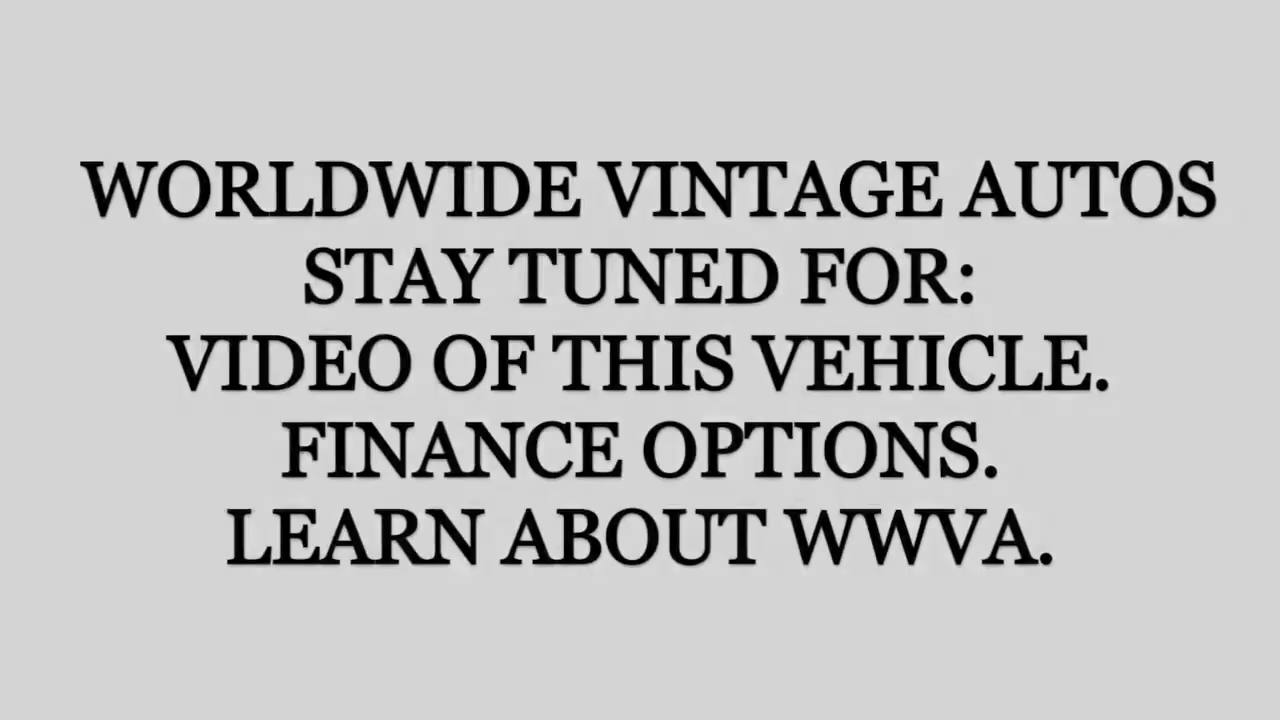 WORLDWIDE VINTAGE AUTOS
STAY TUNED FOR:
VIDEO OF THIS VEHICLE.
FINANCE OPTIONS.
LEARN ABOUT WWVA.